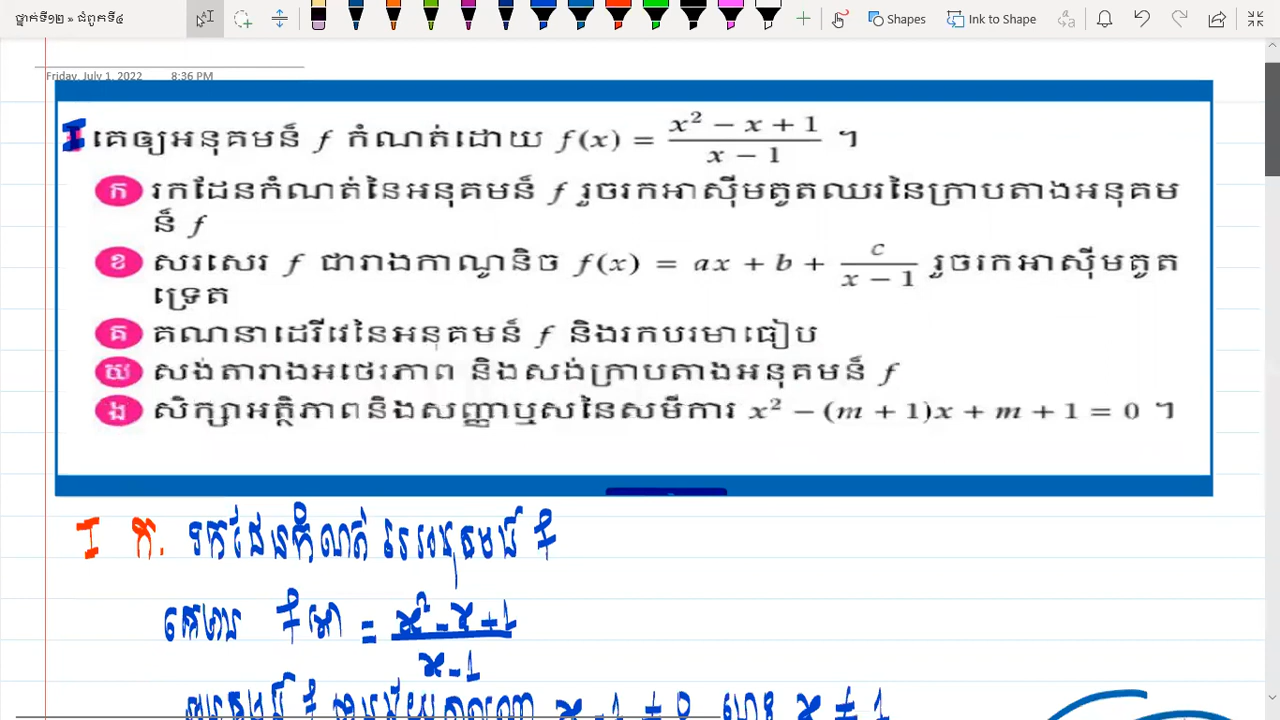 ថ្នាក់ទី១២ » ជំពូកទី៤
Shapes
Ink to Shape
Friday, July 1, 2022 8:36 PM
I គេឲ្យអនុគមន៍ f កំណត់ដោយ f(x) = (x² − x + 1)/(x − 1) ។
ក រកដែនកំណត់នៃអនុគមន៍ f រួចរកអាស៊ីមតូតឈរនៃក្រាបតាងអនុគម
ន៍ f
ខ សរសេរ f ជារាងកាណូនិច f(x) = ax + b + c/(x − 1) រួចរកអាស៊ីមតូត
ទ្រេត
គ គណនាដេរីវេនៃអនុគមន៍ f និងរកបរមាធៀប
ឃ សង់តារាងអថេរភាព និងសង់ក្រាបតាងអនុគមន៍ f
ង សិក្សាអត្ថិភាពនិងសញ្ញាឬសនៃសមីការ x² − (m + 1)x + m + 1 = 0 ។
I ក. រកដែនកំណត់ នៃអនុគមន៍ f
គេមាន f(x) = (x² − x + 1)/(x − 1)
x − 1 ≠ 0 x ≠ 1